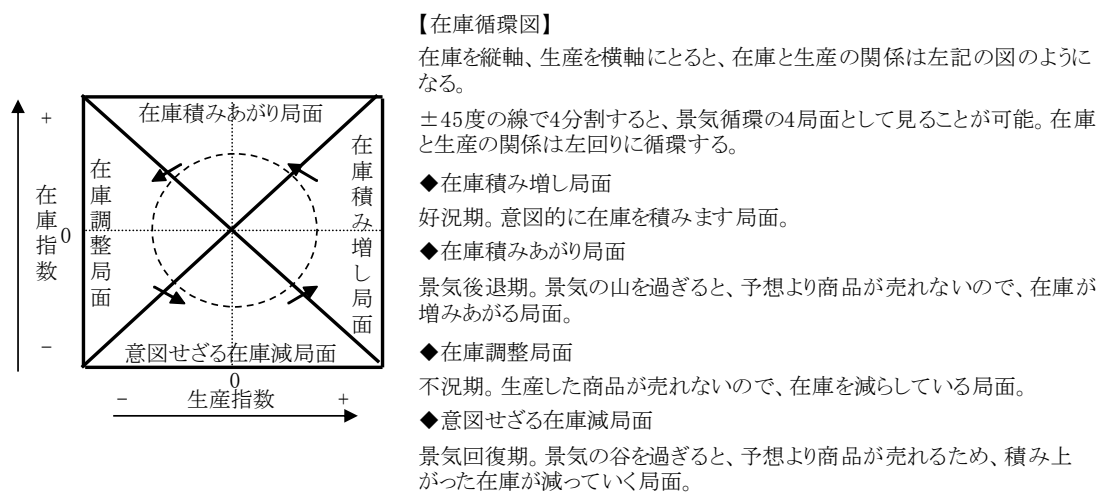 【在庫循環図】
在庫を縦軸、生産を横軸にとると、在庫と生産の関係は左記の図のように
なる。
±45度の線で4分割すると、景気循環の4局面として見ることが可能。在庫
と生産の関係は左回りに循環する。
◆在庫積み増し局面
好況期。意図的に在庫を積みます局面。
◆在庫積みあがり局面
景気後退期。景気の山を過ぎると、予想より商品が売れないので、在庫が
増みあがる局面。
◆在庫調整局面
不況期。生産した商品が売れないので、在庫を減らしている局面。
◆意図せざる在庫減局面
景気回復期。景気の谷を過ぎると、予想より商品が売れるため、積み上
がった在庫が減っていく局面。
+
在庫指数
0
−
在庫積みあがり局面
在庫調整局面
在庫積み増し局面
意図せざる在庫減局面
0
−
生産指数
+